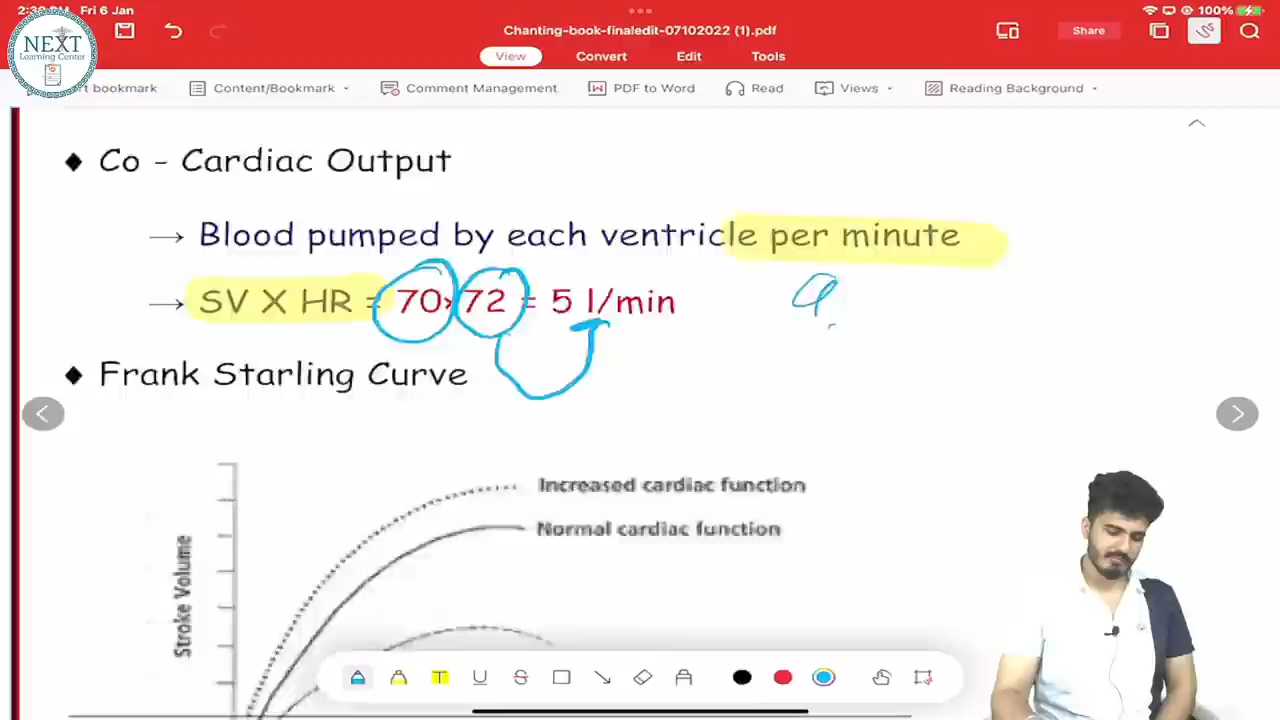 2:36 PM Fri 6 Jan
100%
NEXT
Learning Center
Chanting-book-finaledit-07102022 (1).pdf
Share
View Convert Edit Tools
bookmark Content/Bookmark Comment Management PDF to Word Read Views Reading Background
Co - Cardiac Output
→ Blood pumped by each ventricle per minute
→ SV X HR = 70×72 = 5 l/min
Frank Starling Curve
Increased cardiac function
Normal cardiac function
Stroke Volume
T U S